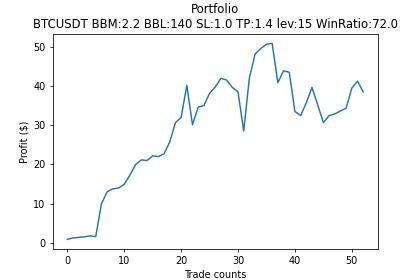 Portfolio
BTCUSDT BBM:2.2 BBL:140 SL:1.0 TP:1.4 lev:15 WinRatio:72.0
50
40
30
20
10
0
Profit ($)
0 10 20 30 40 50
Trade counts